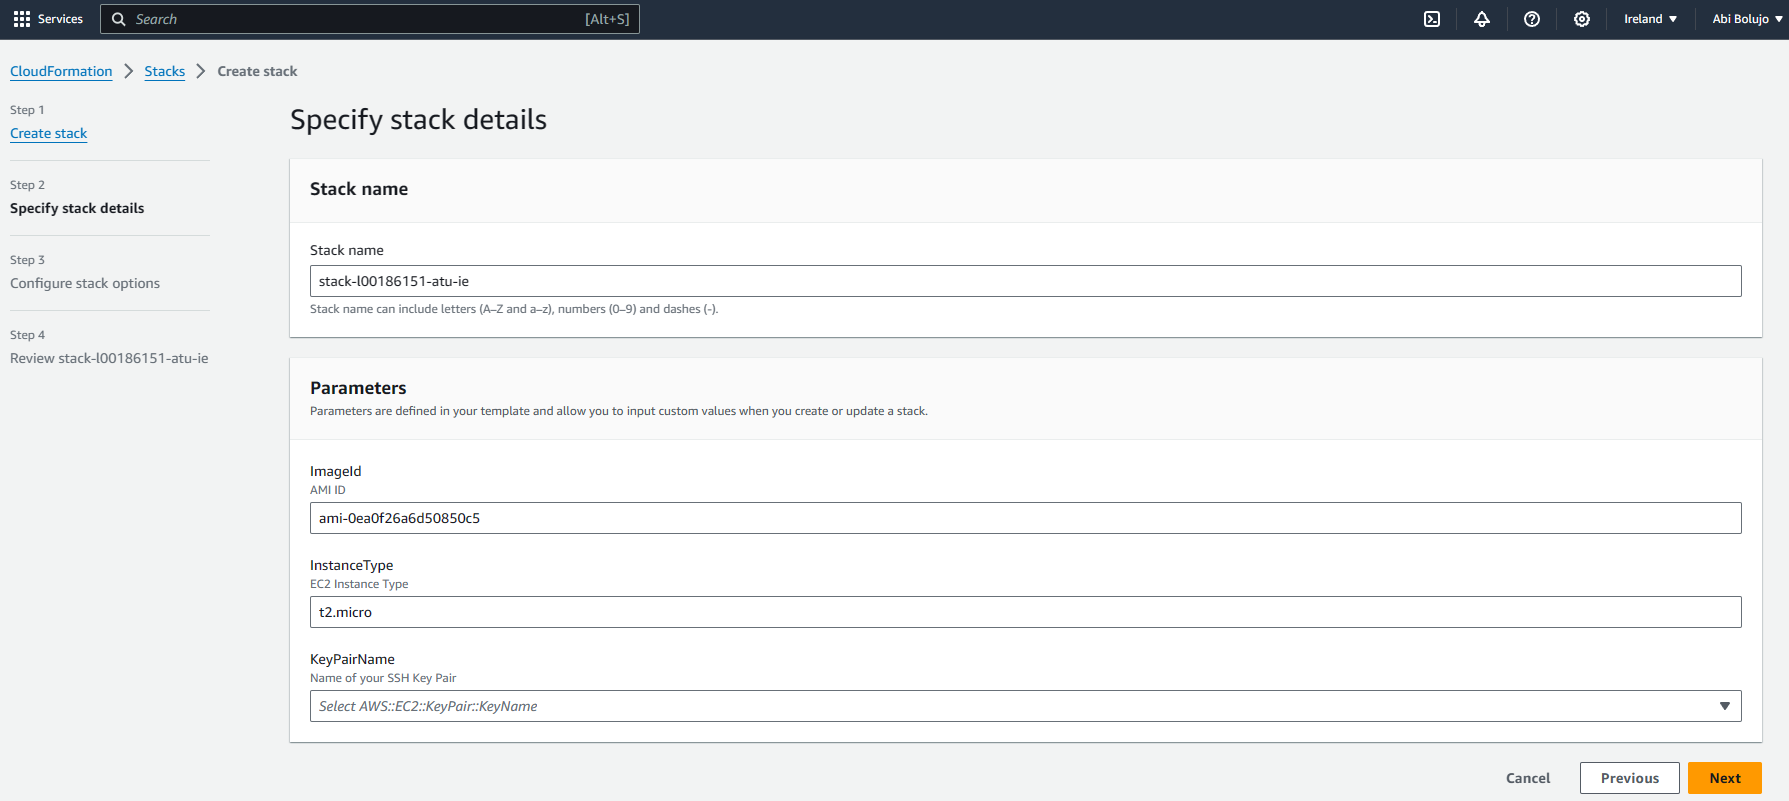 Services
Search [Alt+S]
Ireland
Abi Bolujo
CloudFormation Stacks Create stack
Step 1
Create stack
Step 2
Specify stack details
Step 3
Configure stack options
Step 4
Review stack-l00186151-atu-ie
Specify stack details
Stack name
Stack name
stack-l00186151-atu-ie
Stack name can include letters (A-Z and a-z), numbers (0-9) and dashes (-).
Parameters
Parameters are defined in your template and allow you to input custom values when you create or update a stack.
ImageId
AMI ID
ami-0ea0f26a6d50850c5
InstanceType
EC2 Instance Type
t2.micro
KeyPairName
Name of your SSH Key Pair
Select AWS::EC2::KeyPair::KeyName
Cancel
Previous
Next